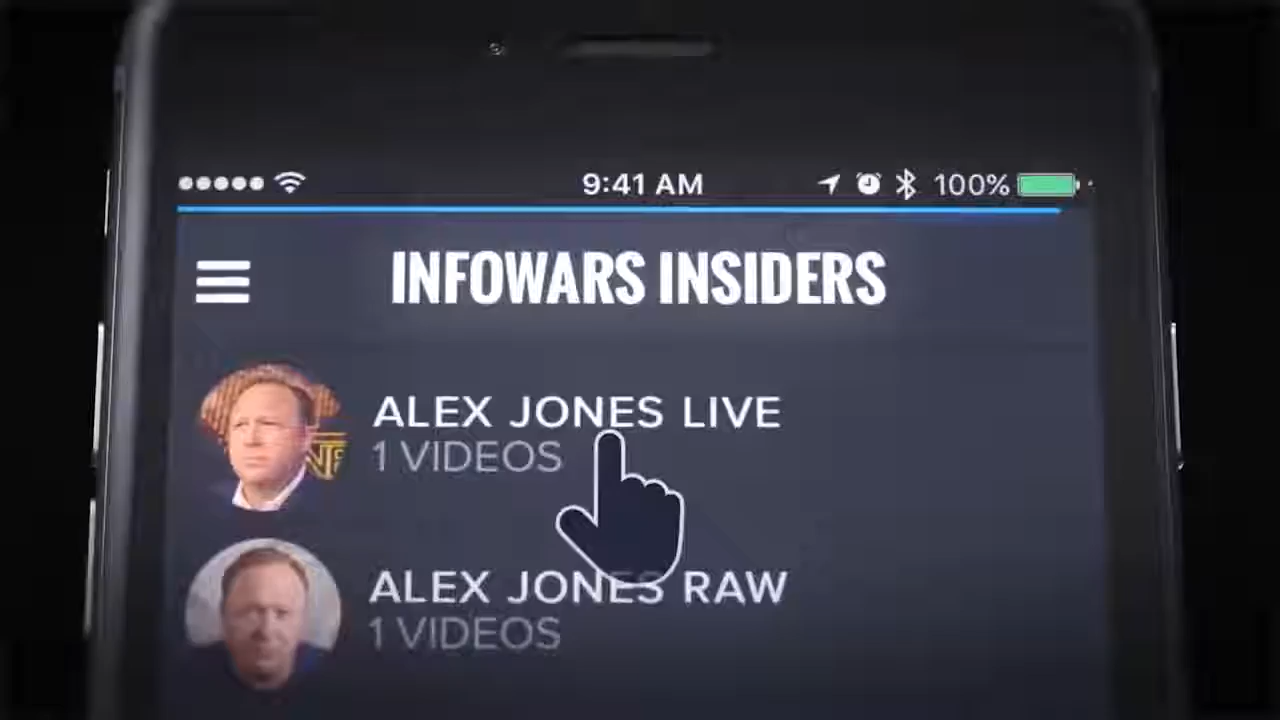 9:41 AM
100%
INFOWARS INSIDERS
ALEX JONES LIVE
1 VIDEOS
ALEX JONES RAW
1 VIDEOS